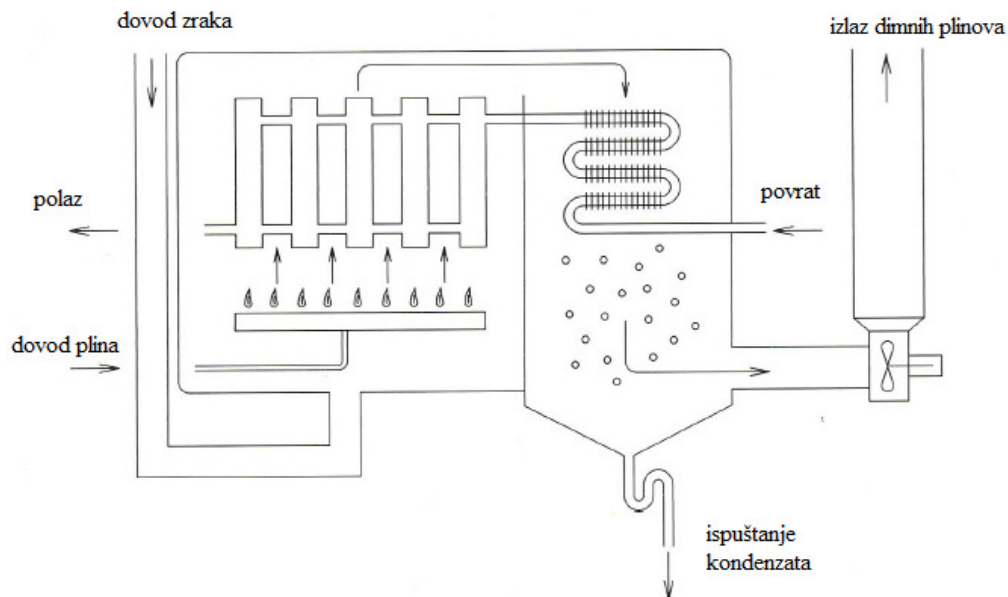 dovod zraka
izlaz dimnih plinova
polaz
povrat
dovod plina
ispuštanje
kondenzata